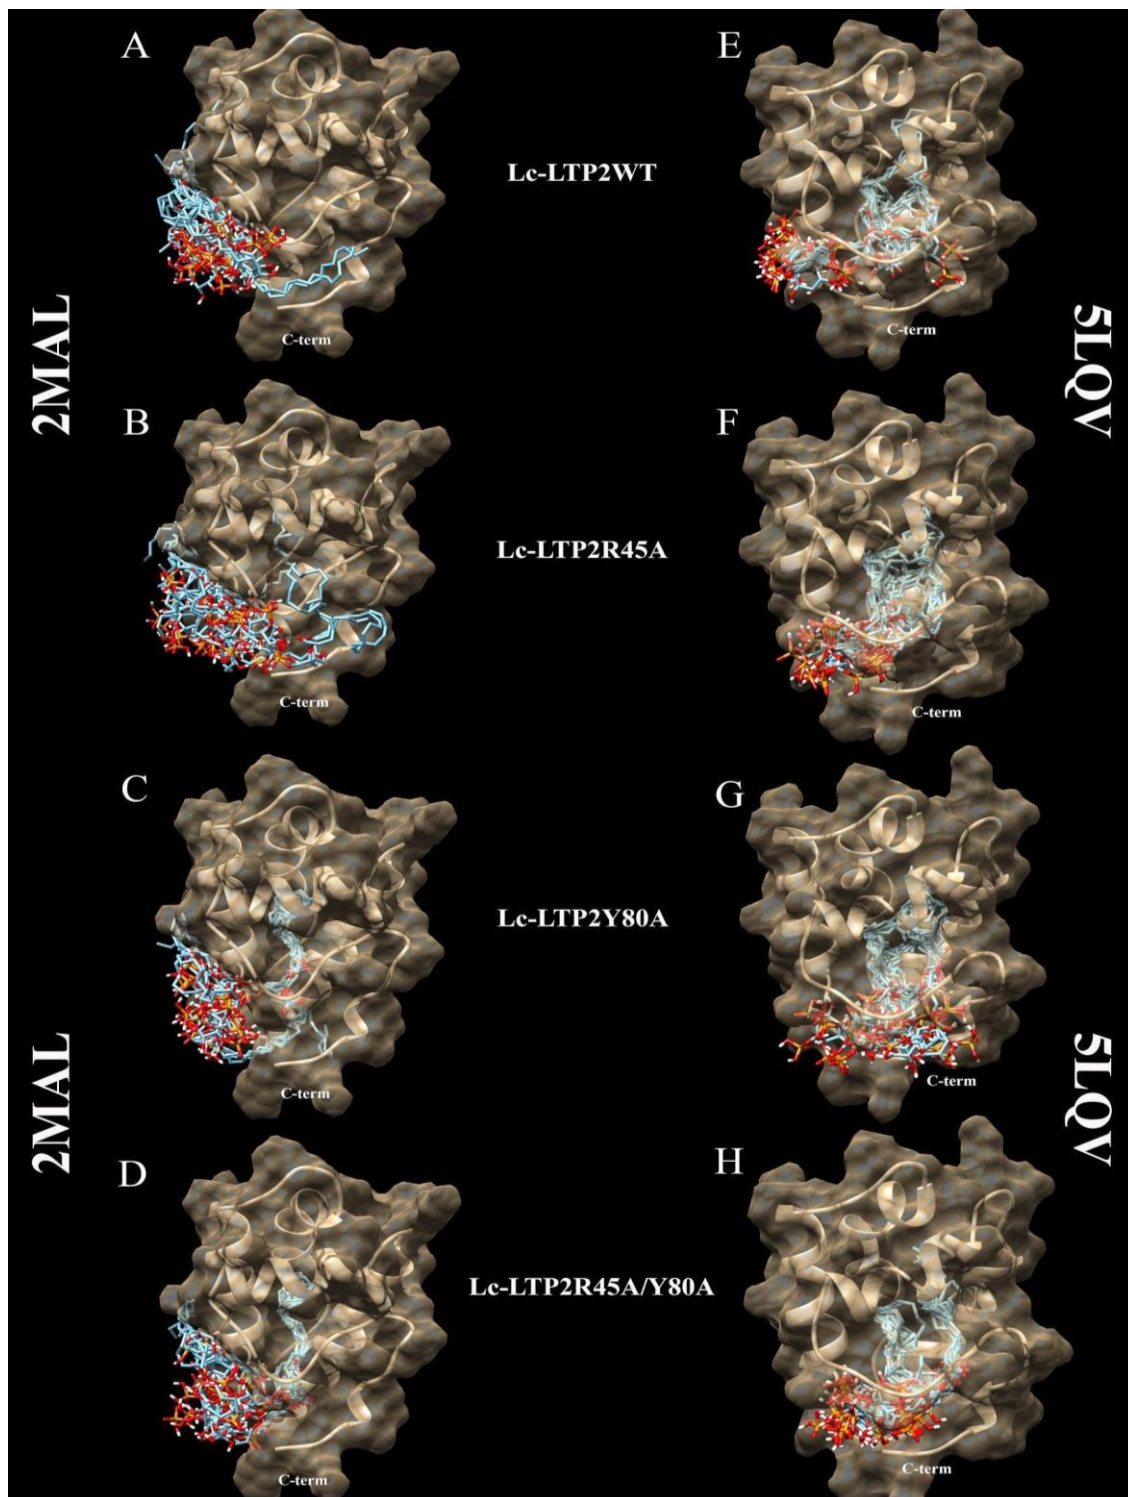 A
E
Lc-LTP2WT
2MAL
5LQV
C-term
C-term
B
F
Lc-LTP2R45A
C-term
C-term
C
G
Lc-LTP2Y80A
2MAL
5LQV
C-term
C-term
D
H
Lc-LTP2R45A/Y80A
C-term
C-term